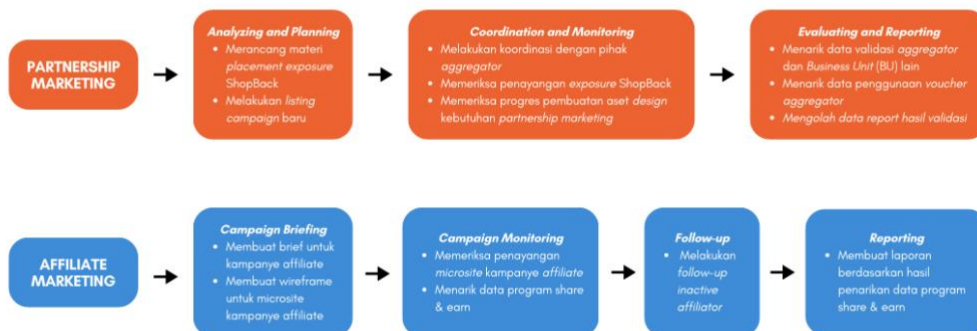 PARTNERSHIP
MARKETING
Analyzing and Planning
• Merancang materi
placement exposure
ShopBack
• Melakukan listing
campaign baru
Coordination and Monitoring
• Melakukan koordinasi dengan pihak
aggregator
• Memeriksa penayangan exposure ShopBack
• Memeriksa progres pembuatan aset design
kebutuhan partnership marketing
Evaluating and Reporting
• Menarik data validasi aggregator
dan Business Unit (BU) lain
• Menarik data penggunaan voucher
aggregator
• Mengolah data report hasil validasi
AFFILIATE
MARKETING
Campaign Briefing
• Membuat brief untuk
kampanye affiliate
• Membuat wireframe
untuk microsite
kampanye affiliate
Campaign Monitoring
• Memeriksa penayangan
microsite kampanye affiliate
• Menarik data program share &
earn
Follow-up
• Melakukan
follow-up
inactive
affiliator
Reporting
• Membuat laporan
berdasarkan hasil
penarikan data program
share & earn